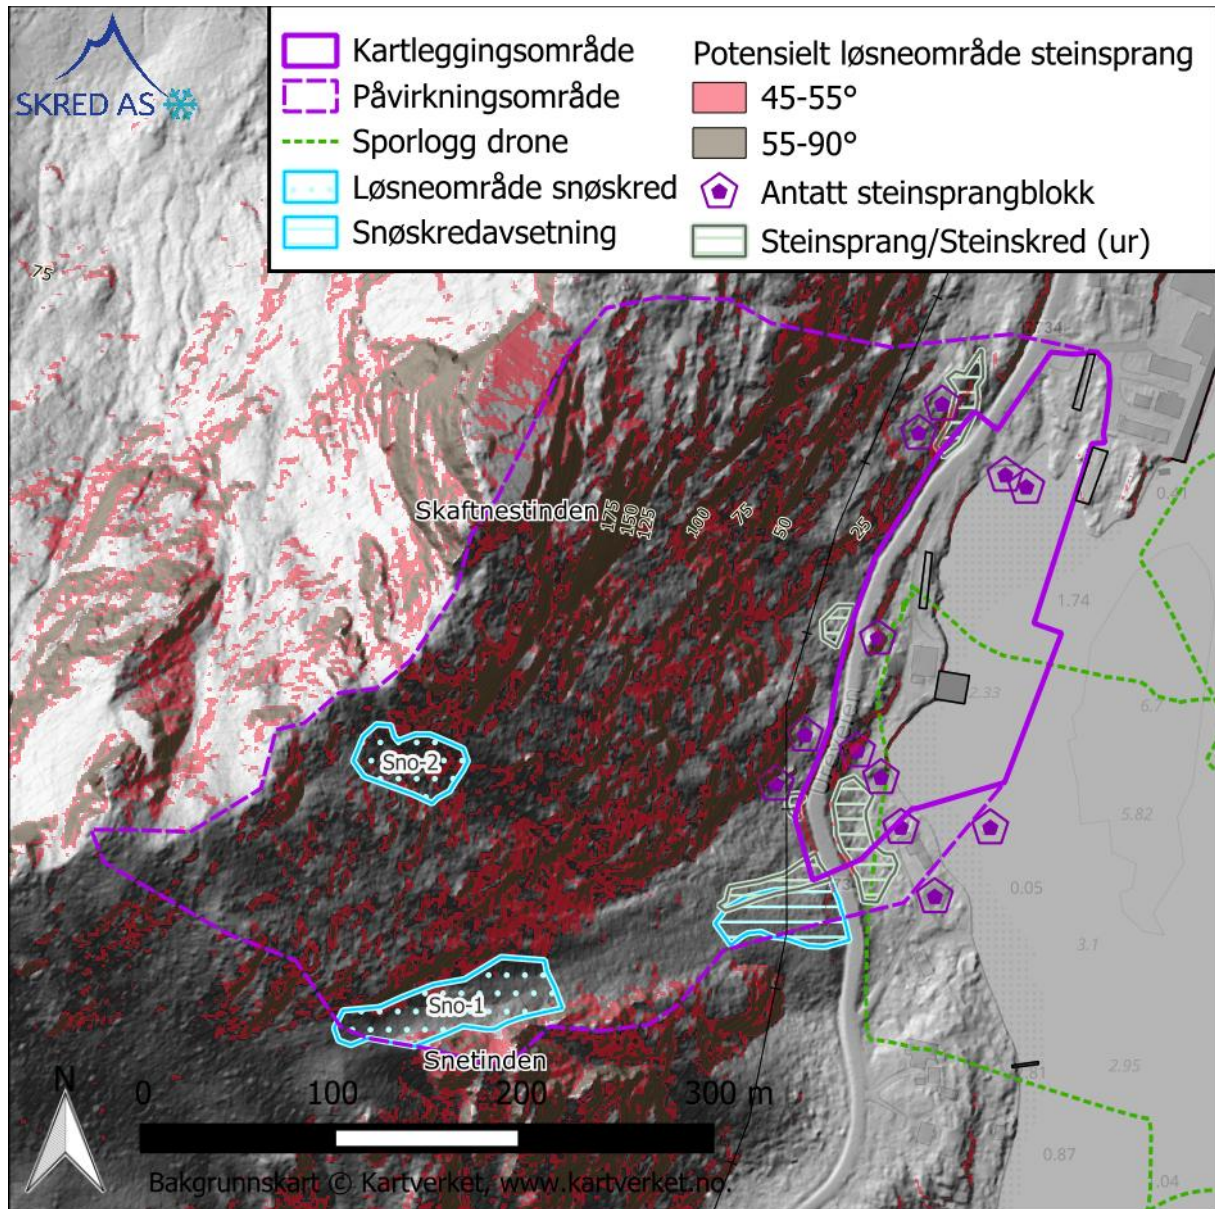 SKRED AS
Kartleggingsområde
Påvirkningsområde
Sporlogg drone
Løsneområde snøskred
Snøskredavsetning
Potensielt løsneområde steinsprang
45-55°
55-90°
Antatt steinsprangblokk
Steinsprang/Steinskred (ur)
75
0.41
Skaftnestinden
175
150
125
100
75
50
25
1.74
2.33
6.7
Sno-2
5.82
0.05
3.1
Sno-1
Snetinden
2.95
0.87
N
0
100
200
300 m
Bakgrunnskart © Kartverket, www.kartverket.no.